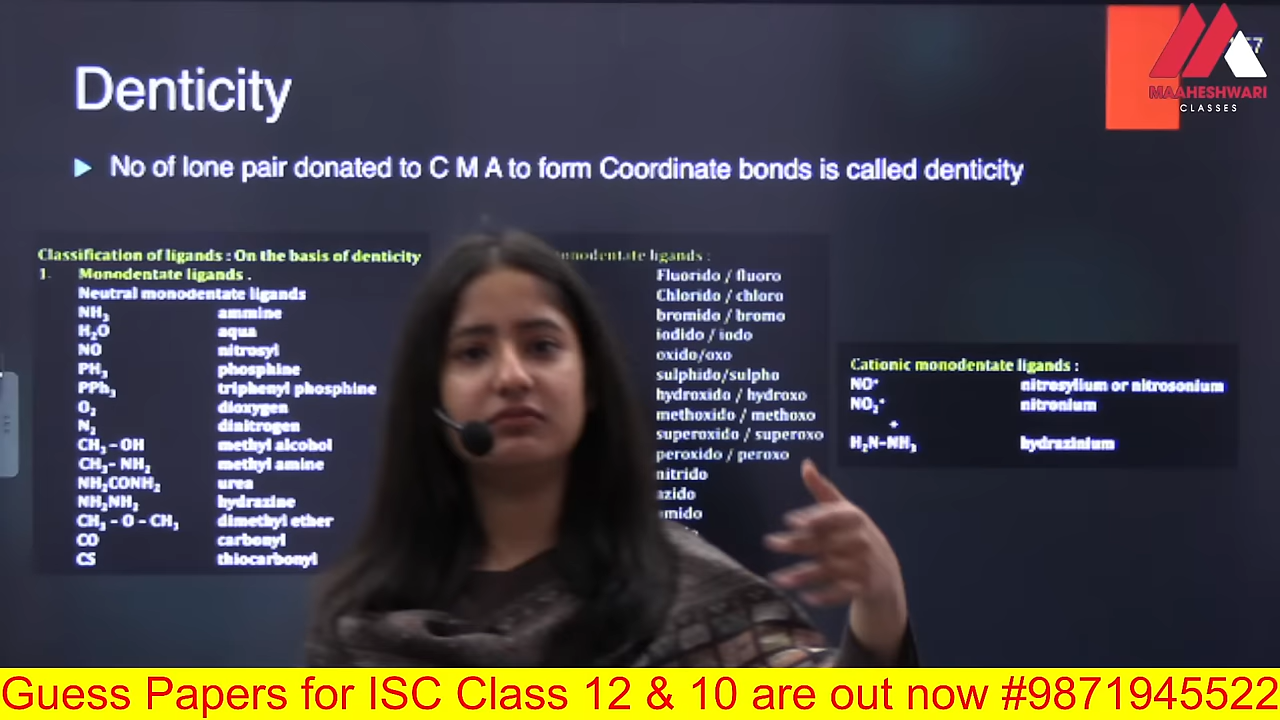 Denticity
▶ No of lone pair donated to C M A to form Coordinate bonds is called denticity
MAAHESHWARI
CLASSES
Classification of ligands : On the basis of denticity
1. Monodentate ligands .
Neutral monodentate ligands
NH₃ ammine
H₂O aqua
NO nitrosyl
PH₃ phosphine
PPh₃ triphenyl phosphine
O₂ dioxygen
N₂ dinitrogen
CH₃ – OH methyl alcohol
CH₃ – NH₂ methyl amine
NH₂CONH₂ urea
NH₂NH₂ hydrazine
CH₃ – O – CH₃ dimethyl ether
CO carbonyl
CS thiocarbonyl
ligands :
Fluorido / fluoro
Chlorido / chloro
bromido / bromo
iodido / iodo
oxido/oxo
sulphido/sulpho
hydroxido / hydroxo
methoxido / methoxo
superoxido / superoxo
peroxido / peroxo
nitrido
azido
Cationic monodentate ligands :
NO⁺ nitrosylium or nitrosonium
NO₂⁺ nitronium
+
H₂N–NH₃ hydrazinium
Guess Papers for ISC Class 12 & 10 are out now #9871945522